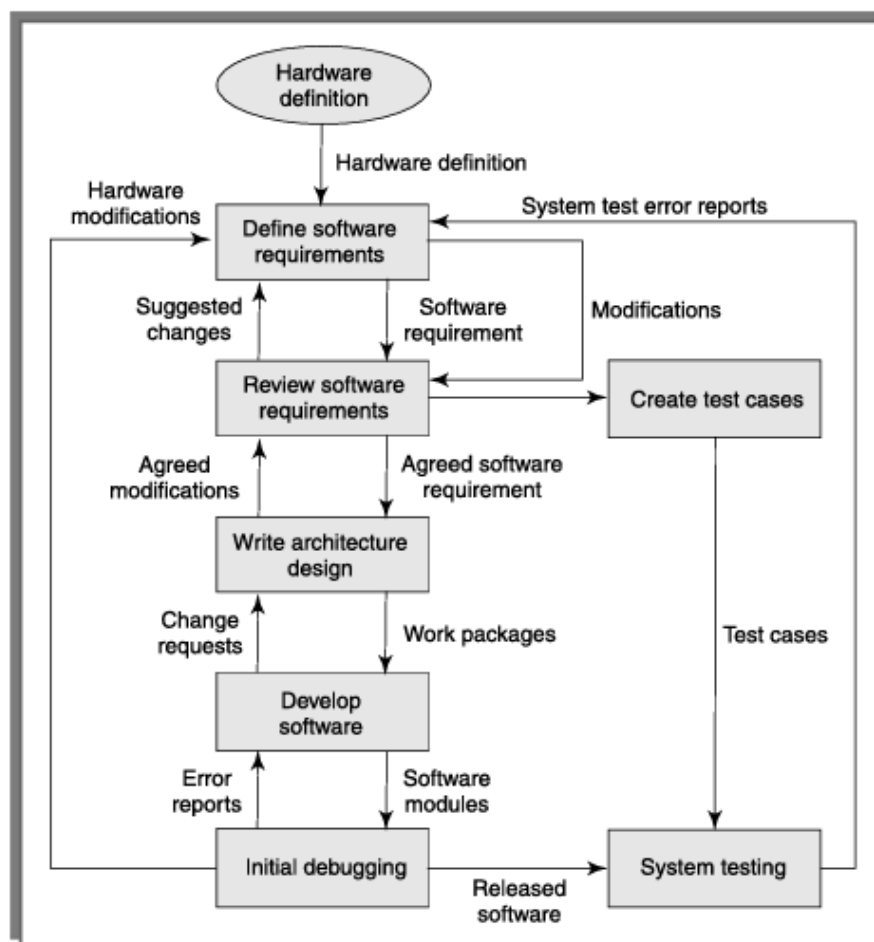 Hardware
definition
Hardware definition
Hardware
modifications
System test error reports
Define software
requirements
Suggested
changes
Software
requirement
Modifications
Review software
requirements
Create test cases
Agreed
modifications
Agreed software
requirement
Write architecture
design
Change
requests
Work packages
Test cases
Develop
software
Error
reports
Software
modules
Initial debugging
Released
software
System testing